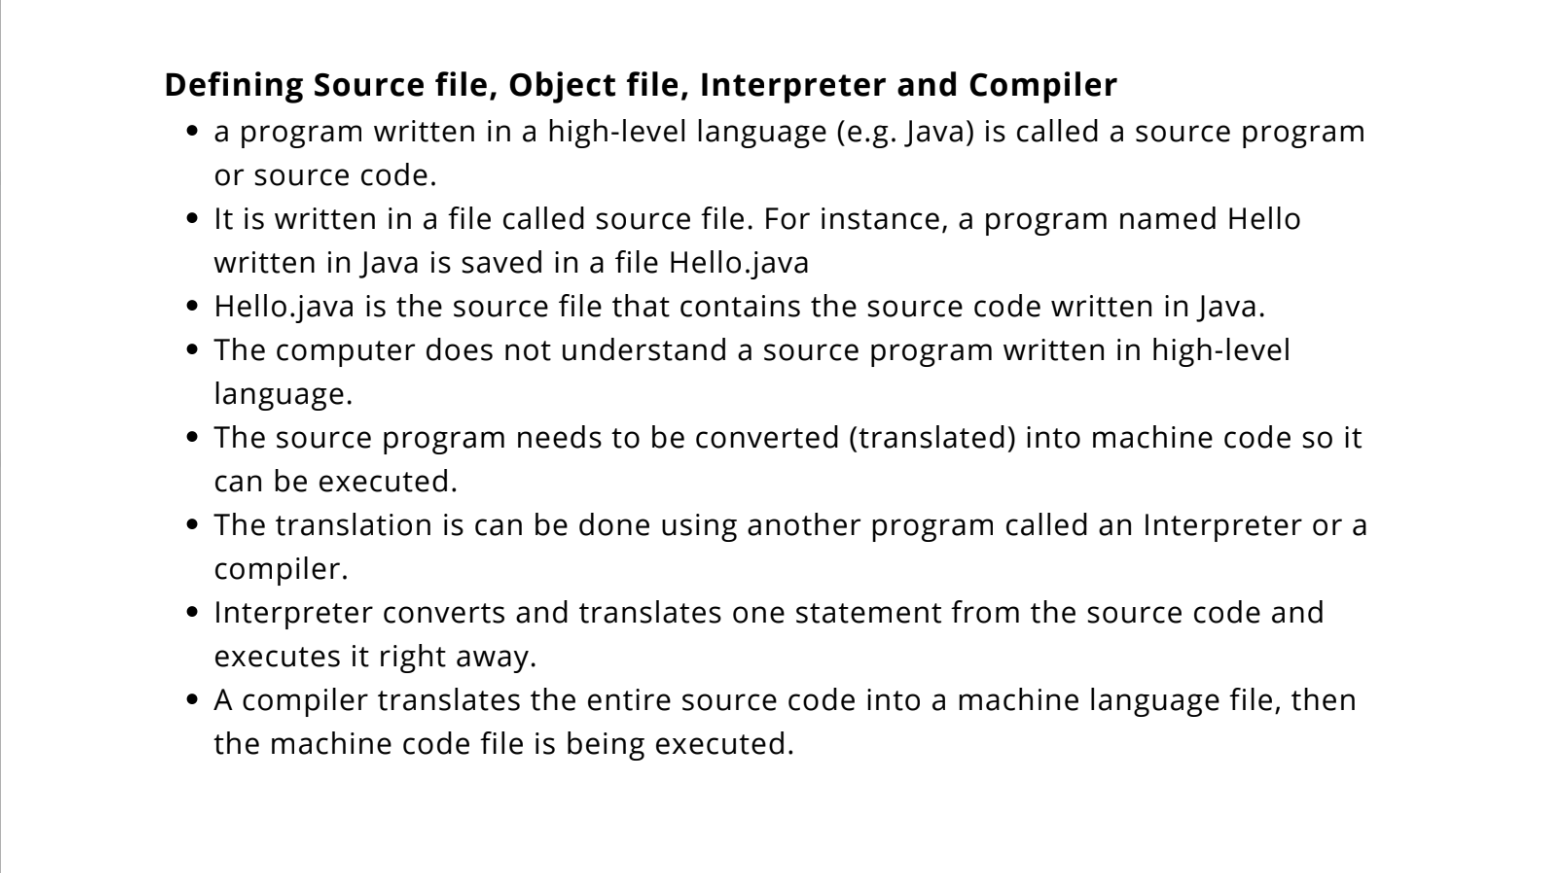 Defining Source file, Object file, Interpreter and Compiler
• a program written in a high-level language (e.g. Java) is called a source program
or source code.
• It is written in a file called source file. For instance, a program named Hello
written in Java is saved in a file Hello.java
• Hello.java is the source file that contains the source code written in Java.
• The computer does not understand a source program written in high-level
language.
• The source program needs to be converted (translated) into machine code so it
can be executed.
• The translation is can be done using another program called an Interpreter or a
compiler.
• Interpreter converts and translates one statement from the source code and
executes it right away.
• A compiler translates the entire source code into a machine language file, then
the machine code file is being executed.